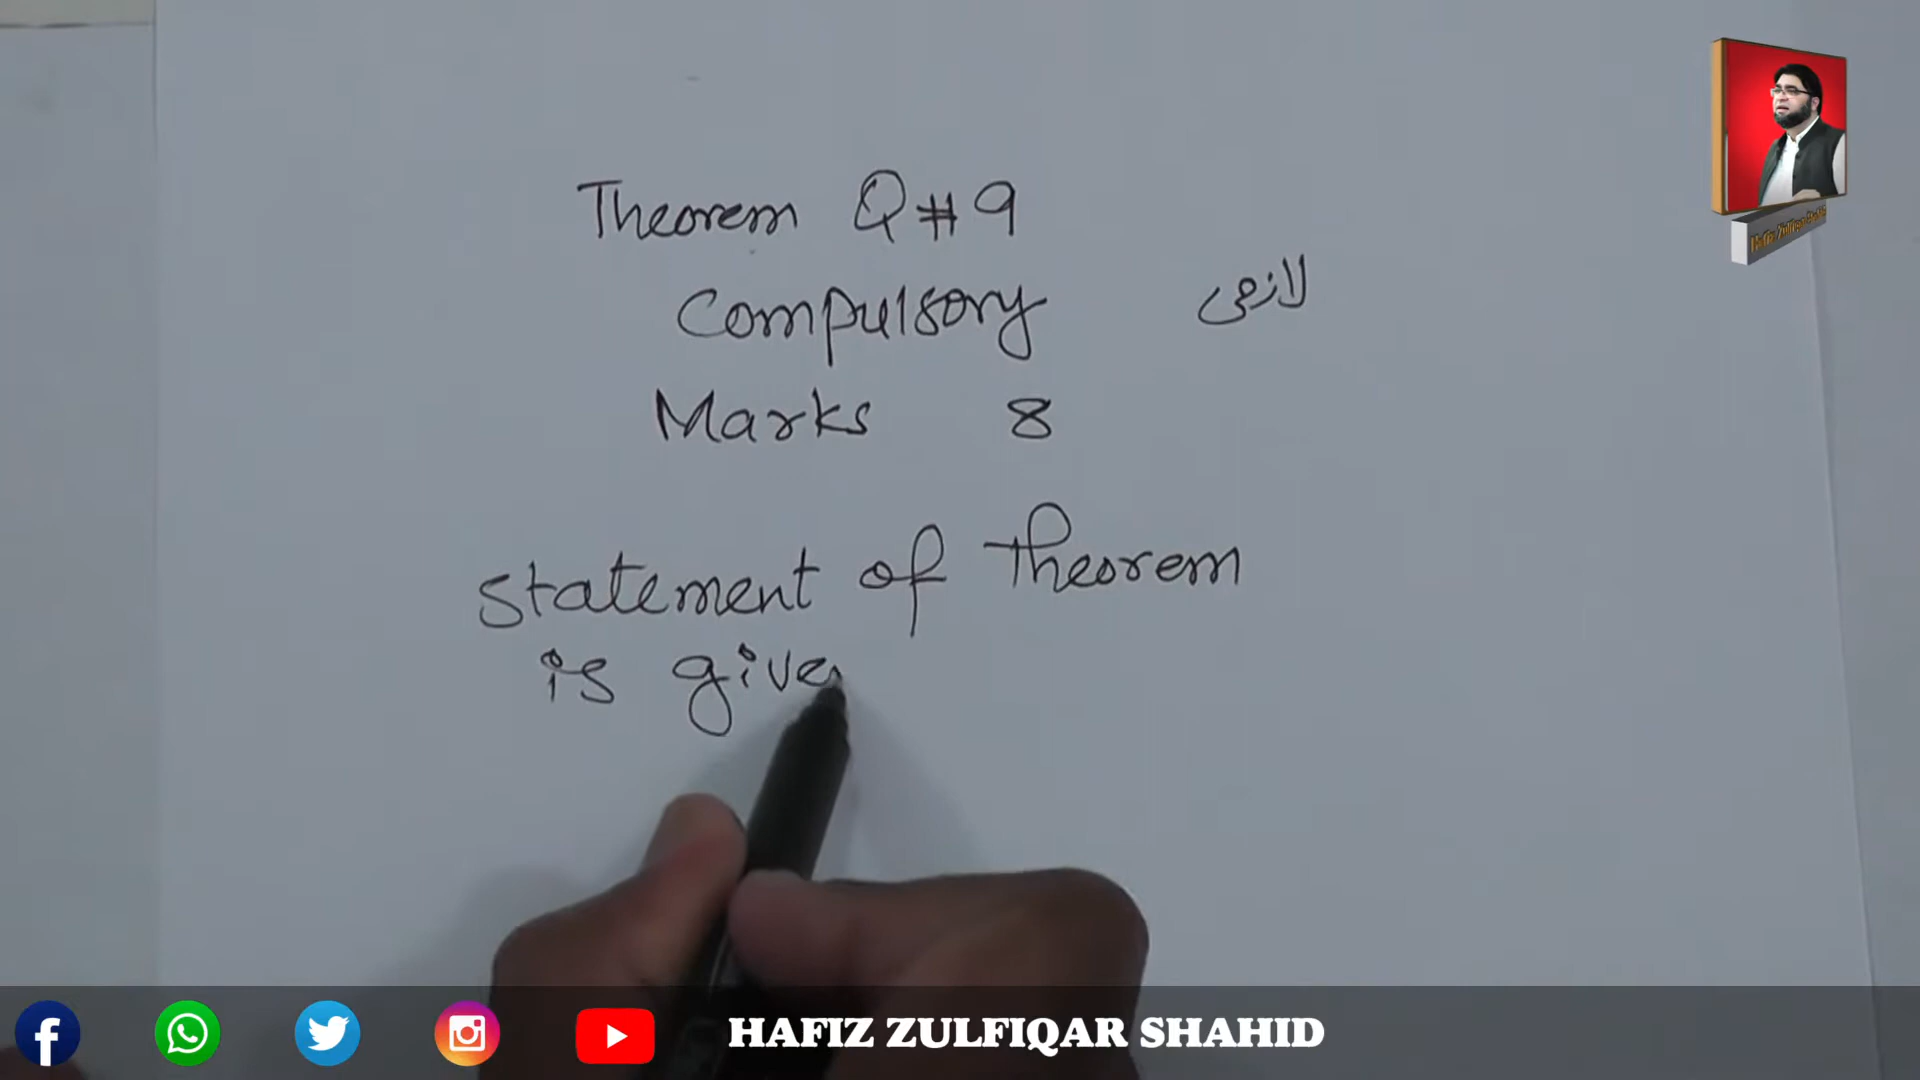 Theorem Q#9
Compulsory لازمی
Marks 8
Statement of Theorem
is give
HAFIZ ZULFIQAR SHAHID